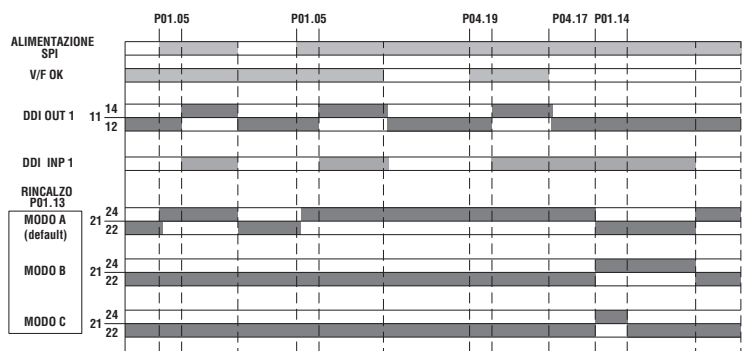 P01.05 P01.05 P04.19 P04.17 P01.14
ALIMENTAZIONE
SPI
V/F OK
DDI OUT 1 11 14
12
DDI INP 1
RINCALZO
P01.13
MODO A 21 24
(default) 22
MODO B 21 24
22
MODO C 21 24
22